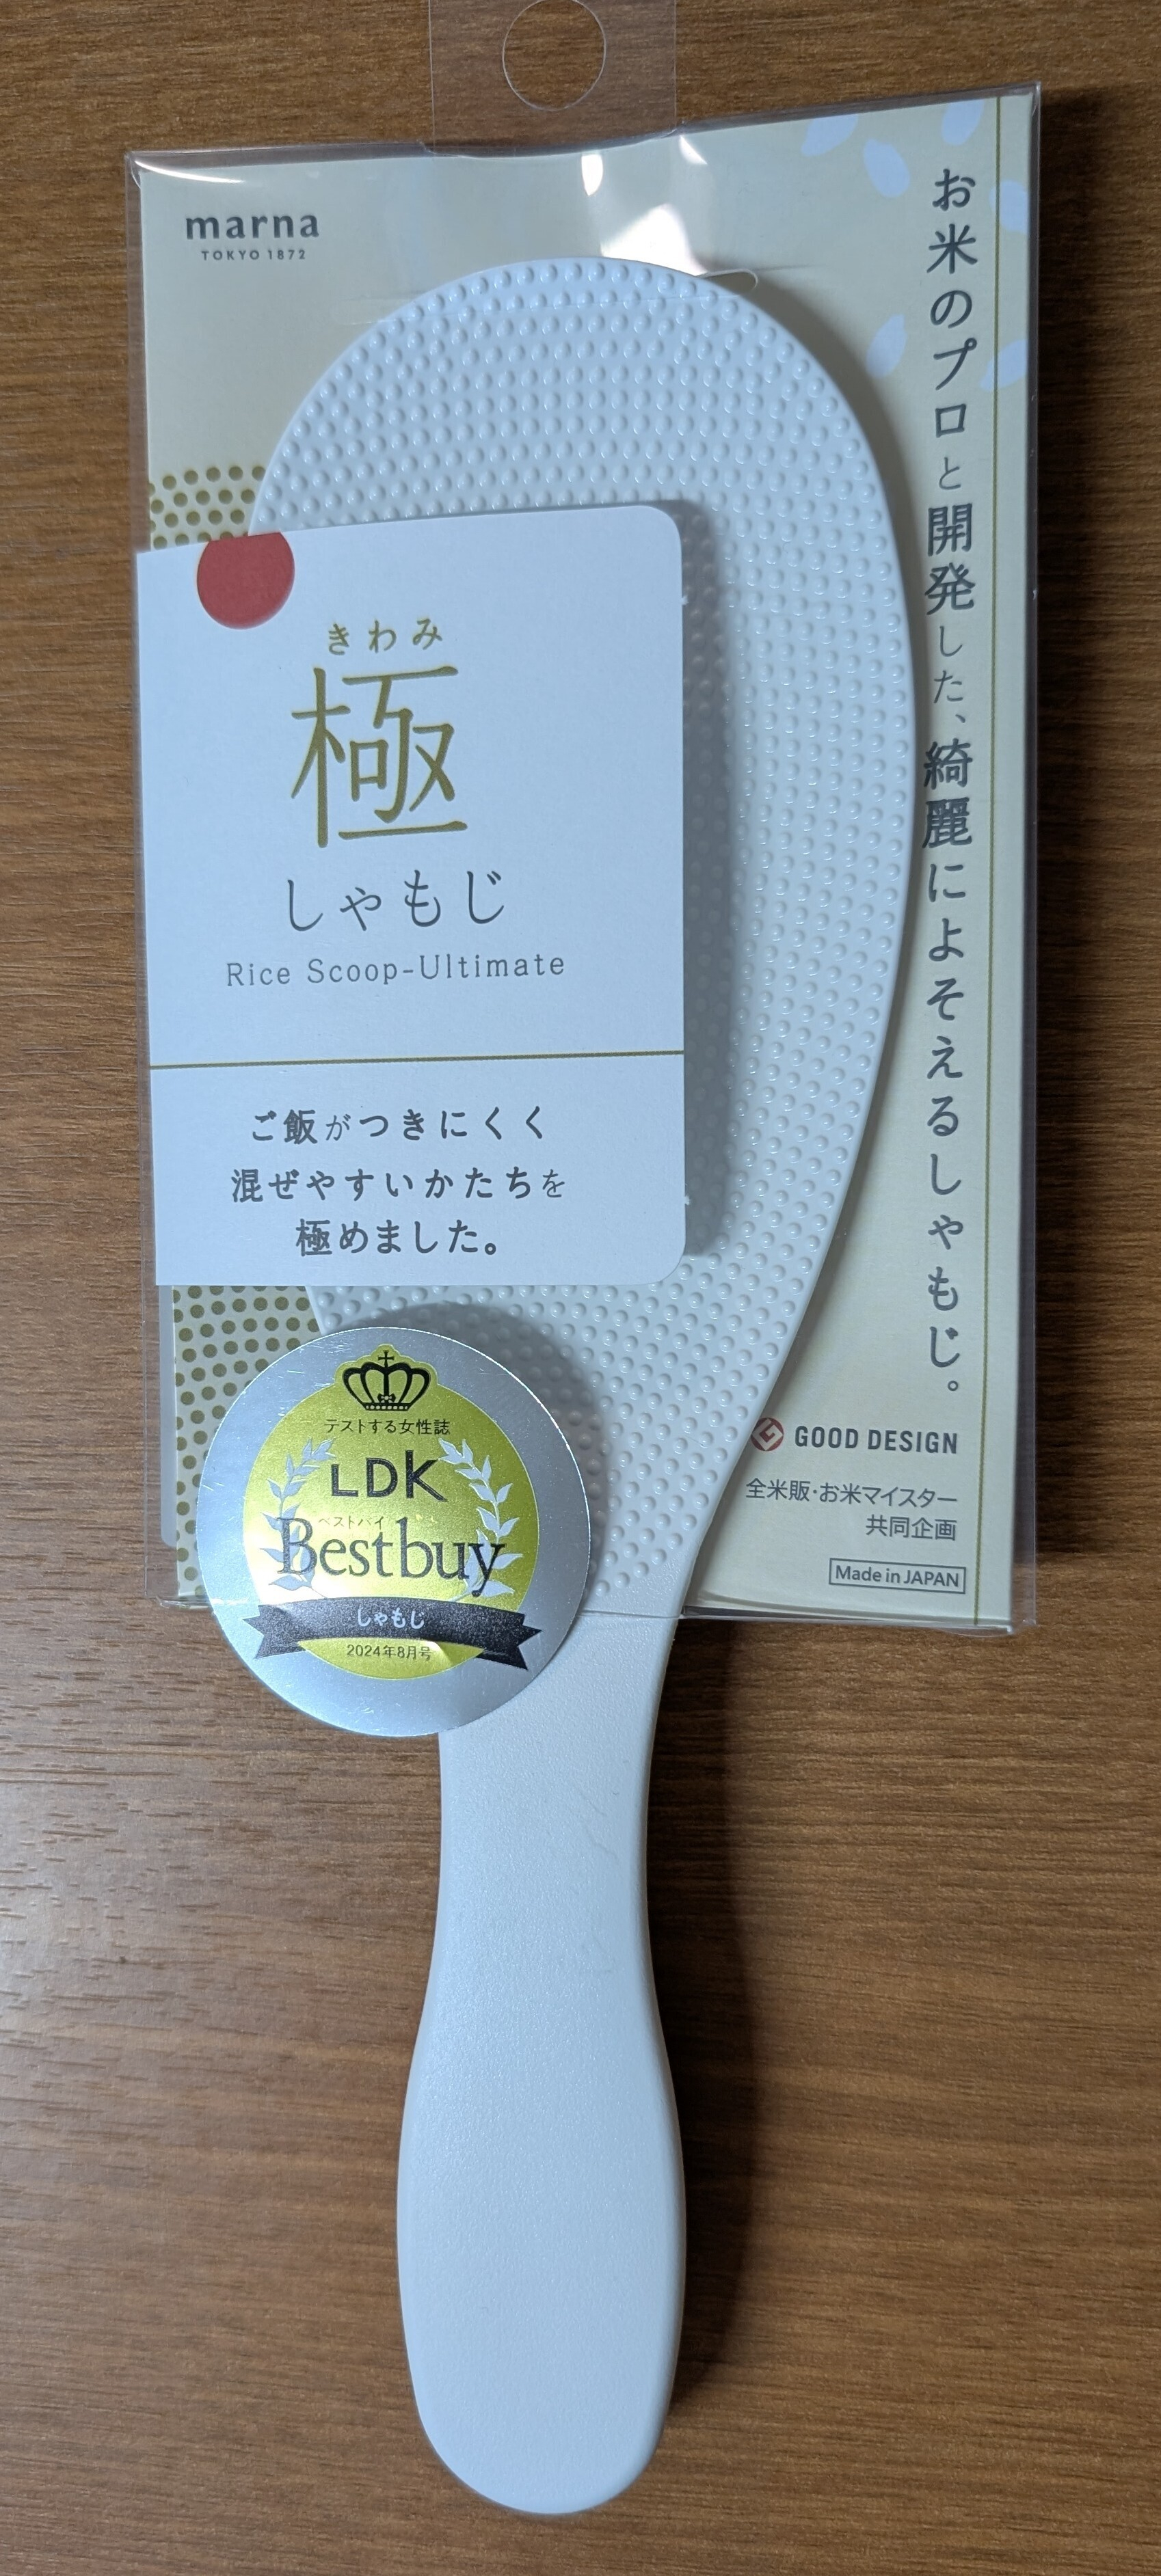 marna
TOKYO 1872
お米のプロと開発した、綺麗によそえるしゃもじ。
きわみ
極
しゃもじ
Rice Scoop-Ultimate
ご飯がつきにくく
混ぜやすいかたちを
極めました。
テストする女性誌
LDK
ベストバイ
Bestbuy
しゃもじ
2024年8月号
GOOD DESIGN
全米販・お米マイスター
共同企画
Made in JAPAN